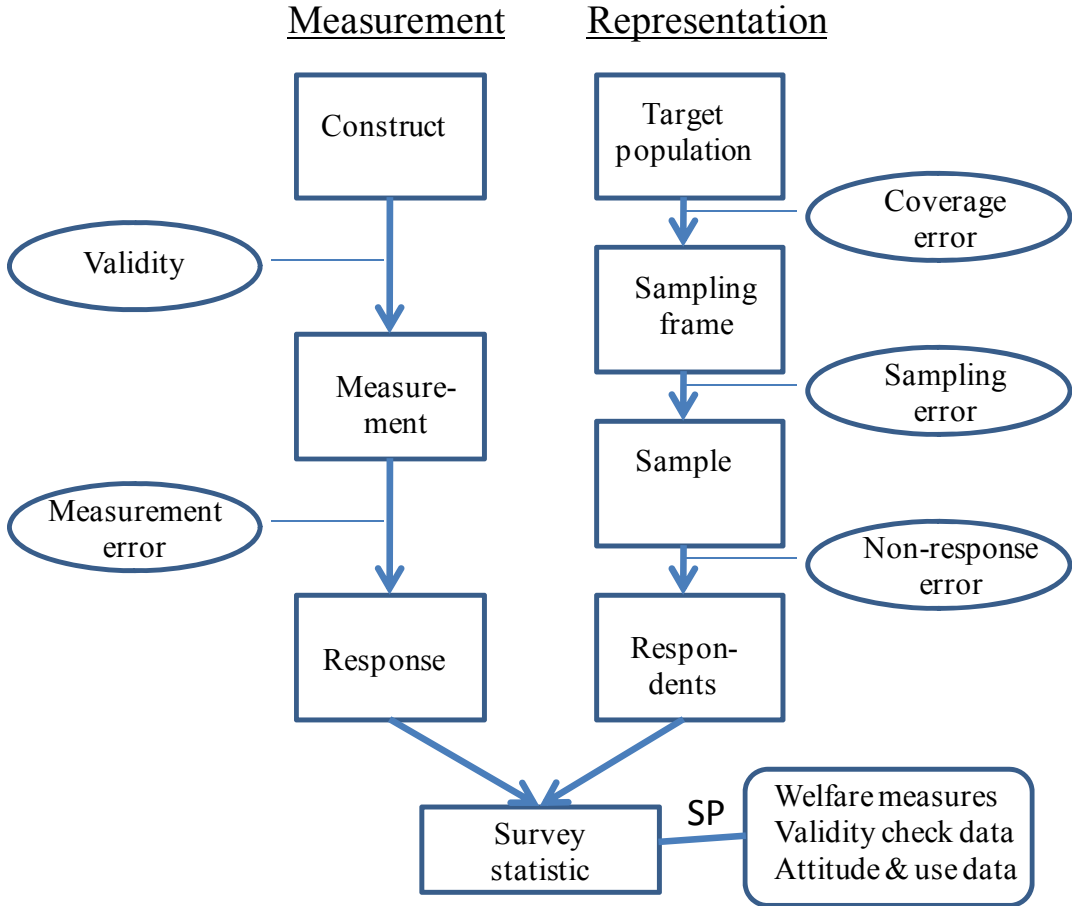 Measurement
Representation
Construct
Target
population
Coverage
error
Validity
Sampling
frame
Measure-
ment
Sampling
error
Sample
Measurement
error
Non-response
error
Response
Respon-
dents
Survey
statistic
SP
Welfare measures
Validity check data
Attitude & use data